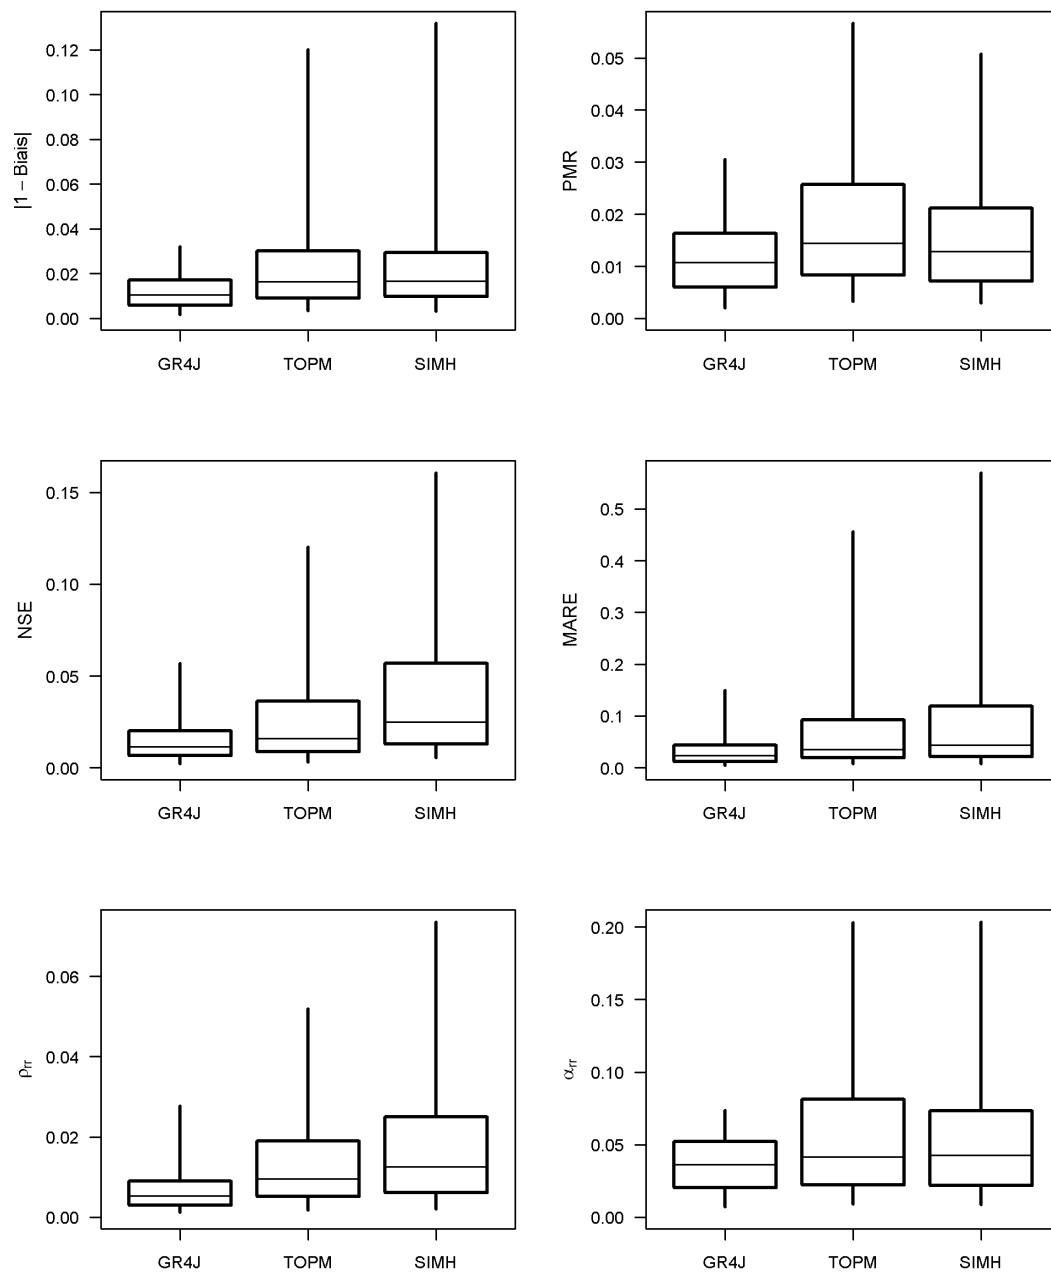 |1 − Biais|
0.12
0.10
0.08
0.06
0.04
0.02
0.00
GR4J TOPM SIMH
PMR
0.05
0.04
0.03
0.02
0.01
0.00
GR4J TOPM SIMH
NSE
0.15
0.10
0.05
0.00
GR4J TOPM SIMH
MARE
0.5
0.4
0.3
0.2
0.1
0.0
GR4J TOPM SIMH
ρrr
0.06
0.04
0.02
0.00
GR4J TOPM SIMH
αrr
0.20
0.15
0.10
0.05
0.00
GR4J TOPM SIMH